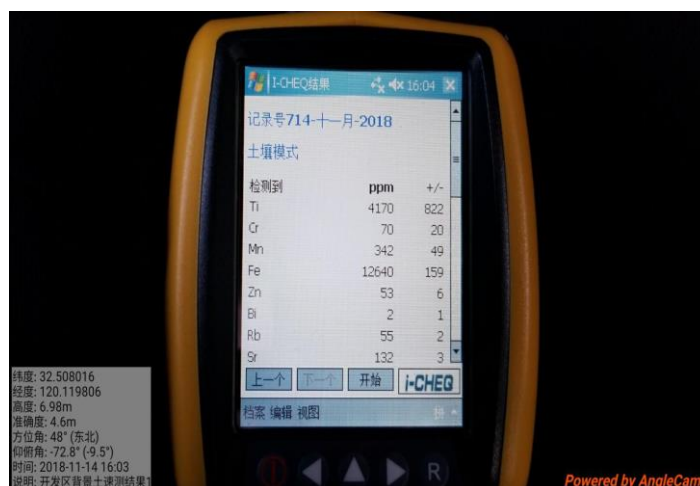 I-CHEQ结果 16:04
记录号714-十一月-2018
土壤模式
检测到 ppm +/-
Ti 4170 822
Cr 70 20
Mn 342 49
Fe 12640 159
Zn 53 6
Bi 2 1
Rb 55 2
Sr 132 3
上一个 下一个 开始 i-CHEQ
档案 编辑 视图
R
纬度: 32.508016
经度: 120.119806
高度: 6.98m
准确度: 4.6m
方位角: 48° (东北)
仰俯角: -72.8° (-9.5°)
时间: 2018-11-14 16:03
说明: 开发区背景土速测结果1
Powered by AngleCam